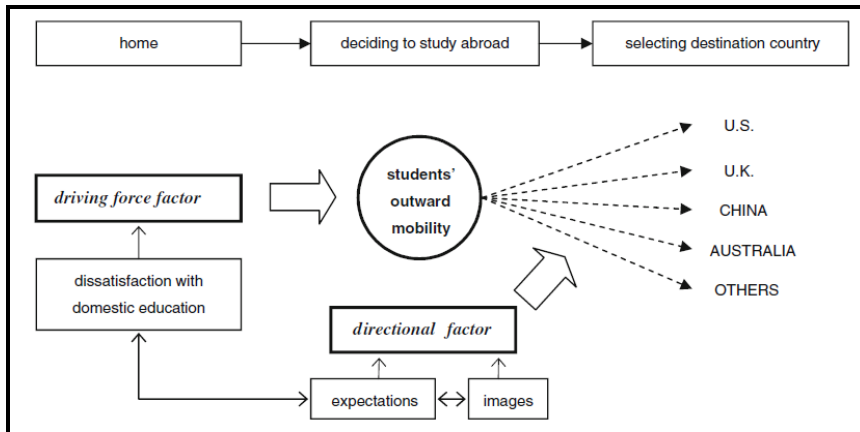 home
deciding to study abroad
selecting destination country
U.S.
students'
outward
mobility
U.K.
driving force factor
CHINA
AUSTRALIA
dissatisfaction with
domestic education
OTHERS
directional factor
expectations
images